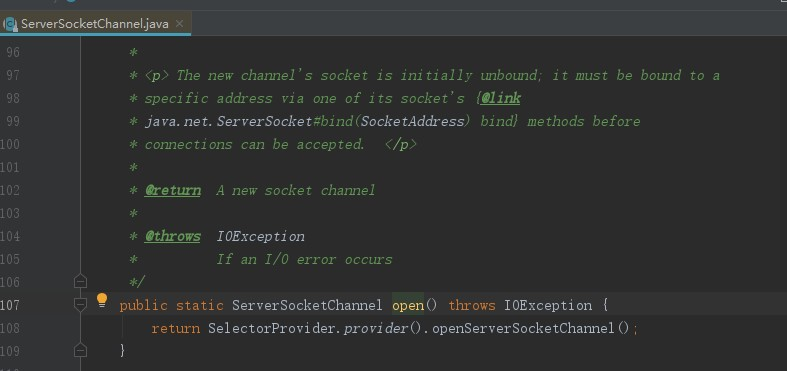 ServerSocketChannel.java
96 *
97 * <p> The new channel's socket is initially unbound; it must be bound to a
98 * specific address via one of its socket's {@link
99 * java.net.ServerSocket#bind(SocketAddress) bind} methods before
100 * connections can be accepted.  </p>
101 *
102 * @return  A new socket channel
103 *
104 * @throws  IOException
105 *          If an I/O error occurs
106 */
107 public static ServerSocketChannel open() throws IOException {
108     return SelectorProvider.provider().openServerSocketChannel();
109 }